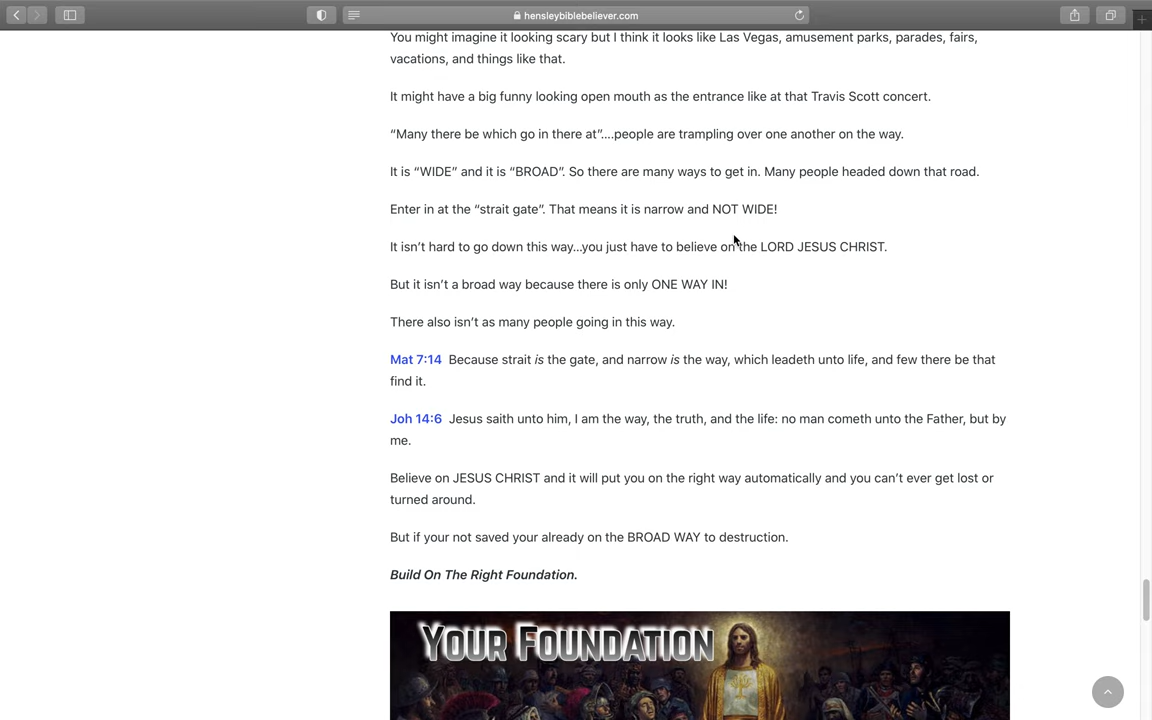 hensleybiblebeliever.com
You might imagine it looking scary but I think it looks like Las Vegas, amusement parks, parades, fairs,
vacations, and things like that.
It might have a big funny looking open mouth as the entrance like at that Travis Scott concert.
“Many there be which go in there at”....people are trampling over one another on the way.
It is “WIDE” and it is “BROAD”. So there are many ways to get in. Many people headed down that road.
Enter in at the “strait gate”. That means it is narrow and NOT WIDE!
It isn’t hard to go down this way...you just have to believe on the LORD JESUS CHRIST.
But it isn’t a broad way because there is only ONE WAY IN!
There also isn’t as many people going in this way.
Mat 7:14 Because strait is the gate, and narrow is the way, which leadeth unto life, and few there be that
find it.
Joh 14:6 Jesus saith unto him, I am the way, the truth, and the life: no man cometh unto the Father, but by
me.
Believe on JESUS CHRIST and it will put you on the right way automatically and you can’t ever get lost or
turned around.
But if your not saved your already on the BROAD WAY to destruction.
Build On The Right Foundation.
YOUR FOUNDATION